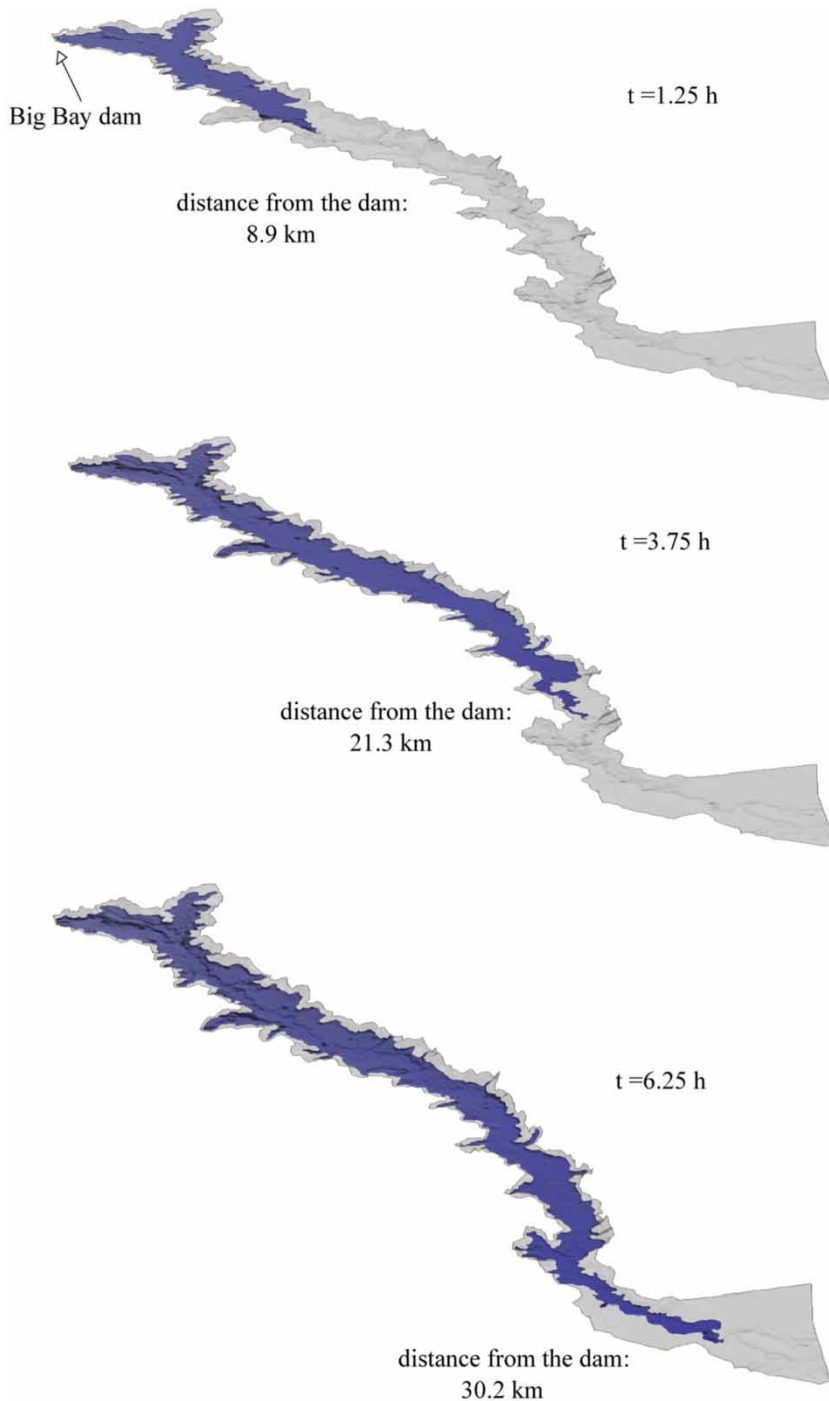 Big Bay dam
t =1.25 h
distance from the dam:
8.9 km
t =3.75 h
distance from the dam:
21.3 km
t =6.25 h
distance from the dam:
30.2 km